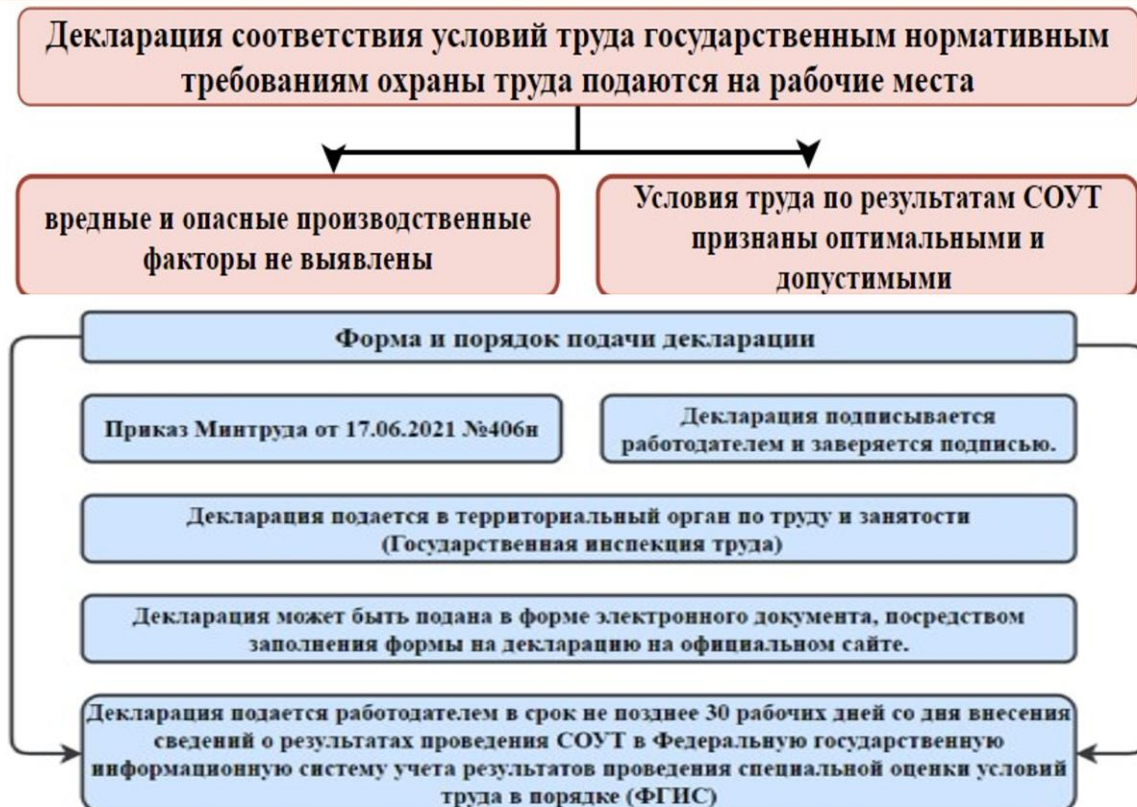 Декларация соответствия условий труда государственным нормативным
требованиям охраны труда подаются на рабочие места
вредные и опасные производственные
факторы не выявлены
Условия труда по результатам СОУТ
признаны оптимальными и
допустимыми
Форма и порядок подачи декларации
Приказ Минтруда от 17.06.2021 №406н
Декларация подписывается
работодателем и заверяется подписью.
Декларация подается в территориальный орган по труду и занятости
(Государственная инспекция труда)
Декларация может быть подана в форме электронного документа, посредством
заполнения формы на декларацию на официальном сайте.
Декларация подается работодателем в срок не позднее 30 рабочих дней со дня внесения
сведений о результатах проведения СОУТ в Федеральную государственную
информационную систему учета результатов проведения специальной оценки условий
труда в порядке (ФГИС)